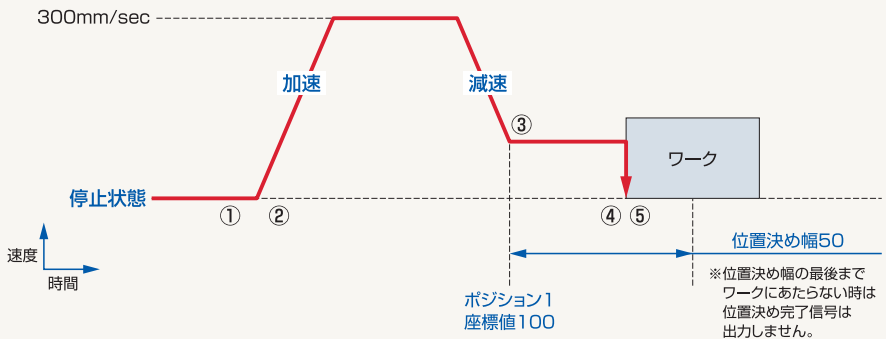 300mm/sec
加速
減速
③
ワーク
停止状態
①
②
④
⑤
速度
時間
位置決め幅50
ポジション1
座標値100
※位置決め幅の最後まで
ワークにあたらない時は
位置決め完了信号は
出力しません。